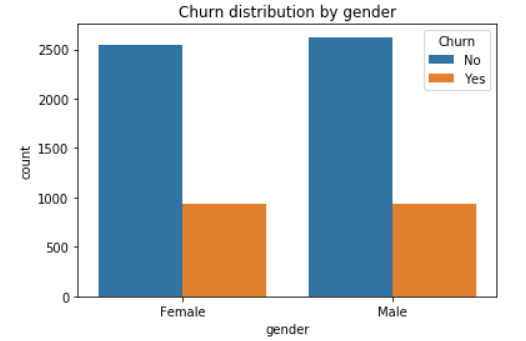 Churn distribution by gender
Churn
No
Yes
2500
2000
1500
1000
500
0
count
Female Male
gender